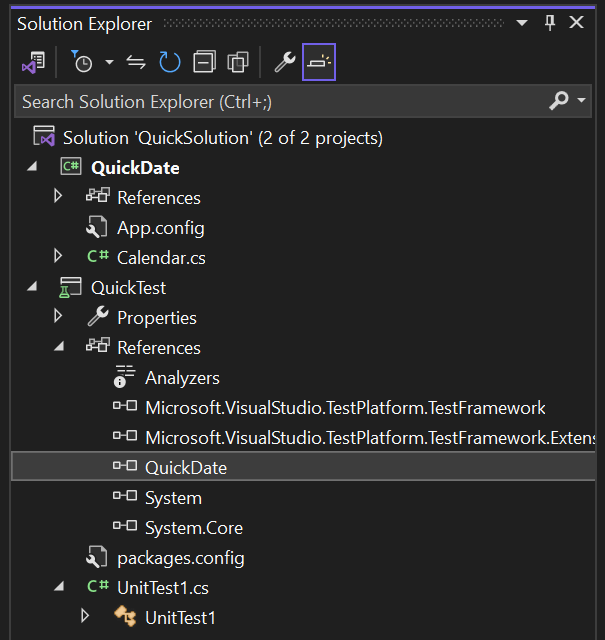 Solution Explorer
Search Solution Explorer (Ctrl+;)
Solution 'QuickSolution' (2 of 2 projects)
C# QuickDate
References
App.config
C# Calendar.cs
QuickTest
Properties
References
Analyzers
Microsoft.VisualStudio.TestPlatform.TestFramework
Microsoft.VisualStudio.TestPlatform.TestFramework.Extens
QuickDate
System
System.Core
packages.config
C# UnitTest1.cs
UnitTest1